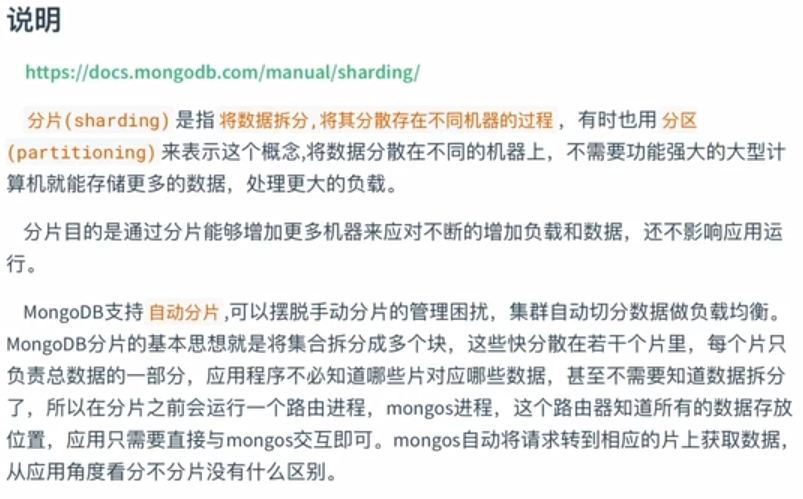 说明
https://docs.mongodb.com/manual/sharding/
分片(sharding)是指 将数据拆分,将其分散存在不同机器的过程 ，有时也用 分区
(partitioning) 来表示这个概念,将数据分散在不同的机器上，不需要功能强大的大型计
算机就能存储更多的数据，处理更大的负载。
分片目的是通过分片能够增加更多机器来应对不断的增加负载和数据，还不影响应用运
行。
MongoDB支持 自动分片 ,可以摆脱手动分片的管理困扰，集群自动切分数据做负载均衡。
MongoDB分片的基本思想就是将集合拆分成多个块，这些快分散在若干个片里，每个片只
负责总数据的一部分，应用程序不必知道哪些片对应哪些数据，甚至不需要知道数据拆分
了，所以在分片之前会运行一个路由进程，mongos进程，这个路由器知道所有的数据存放
位置，应用只需要直接与mongos交互即可。mongos自动将请求转到相应的片上获取数据，
从应用角度看分不分片没有什么区别。